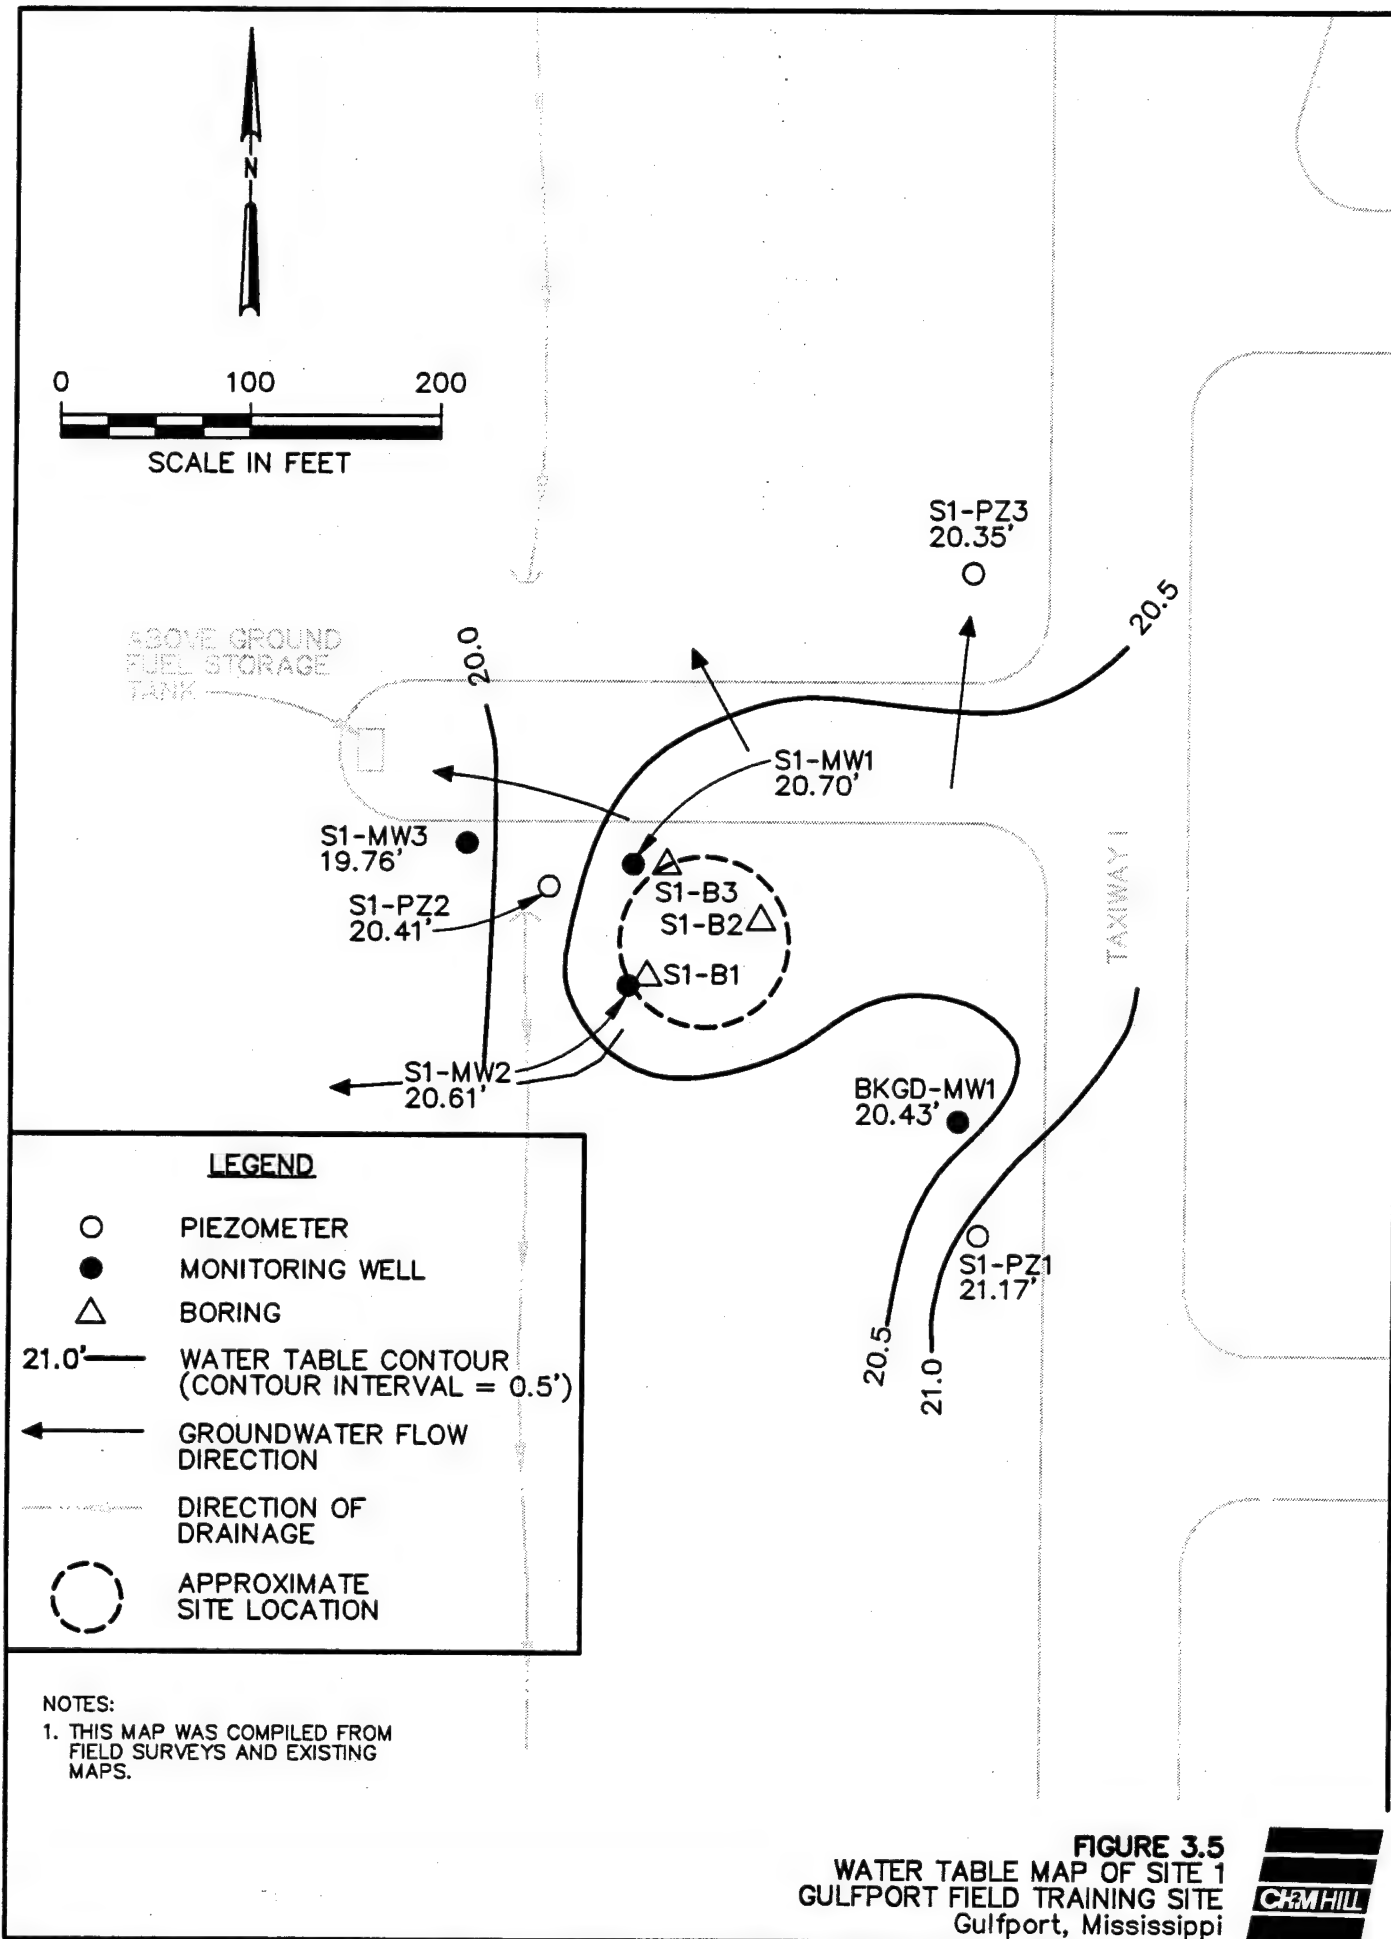 N
0 100 200
SCALE IN FEET
S1-PZ3
20.35'
20.5
ABOVE GROUND
FUEL STORAGE
TANK
20.0
S1-MW1
20.70'
S1-MW3
19.76'
S1-PZ2
20.41'
S1-B3
S1-B2
S1-B1
TAXIWAY I
S1-MW2
20.61'
BKGD-MW1
20.43'
S1-PZ1
21.17'
20.5
21.0
LEGEND
PIEZOMETER
MONITORING WELL
BORING
21.0' WATER TABLE CONTOUR
(CONTOUR INTERVAL = 0.5')
GROUNDWATER FLOW
DIRECTION
DIRECTION OF
DRAINAGE
APPROXIMATE
SITE LOCATION
NOTES:
1. THIS MAP WAS COMPILED FROM
FIELD SURVEYS AND EXISTING
MAPS.
FIGURE 3.5
WATER TABLE MAP OF SITE 1
GULFPORT FIELD TRAINING SITE
Gulfport, Mississippi
CH2M HILL